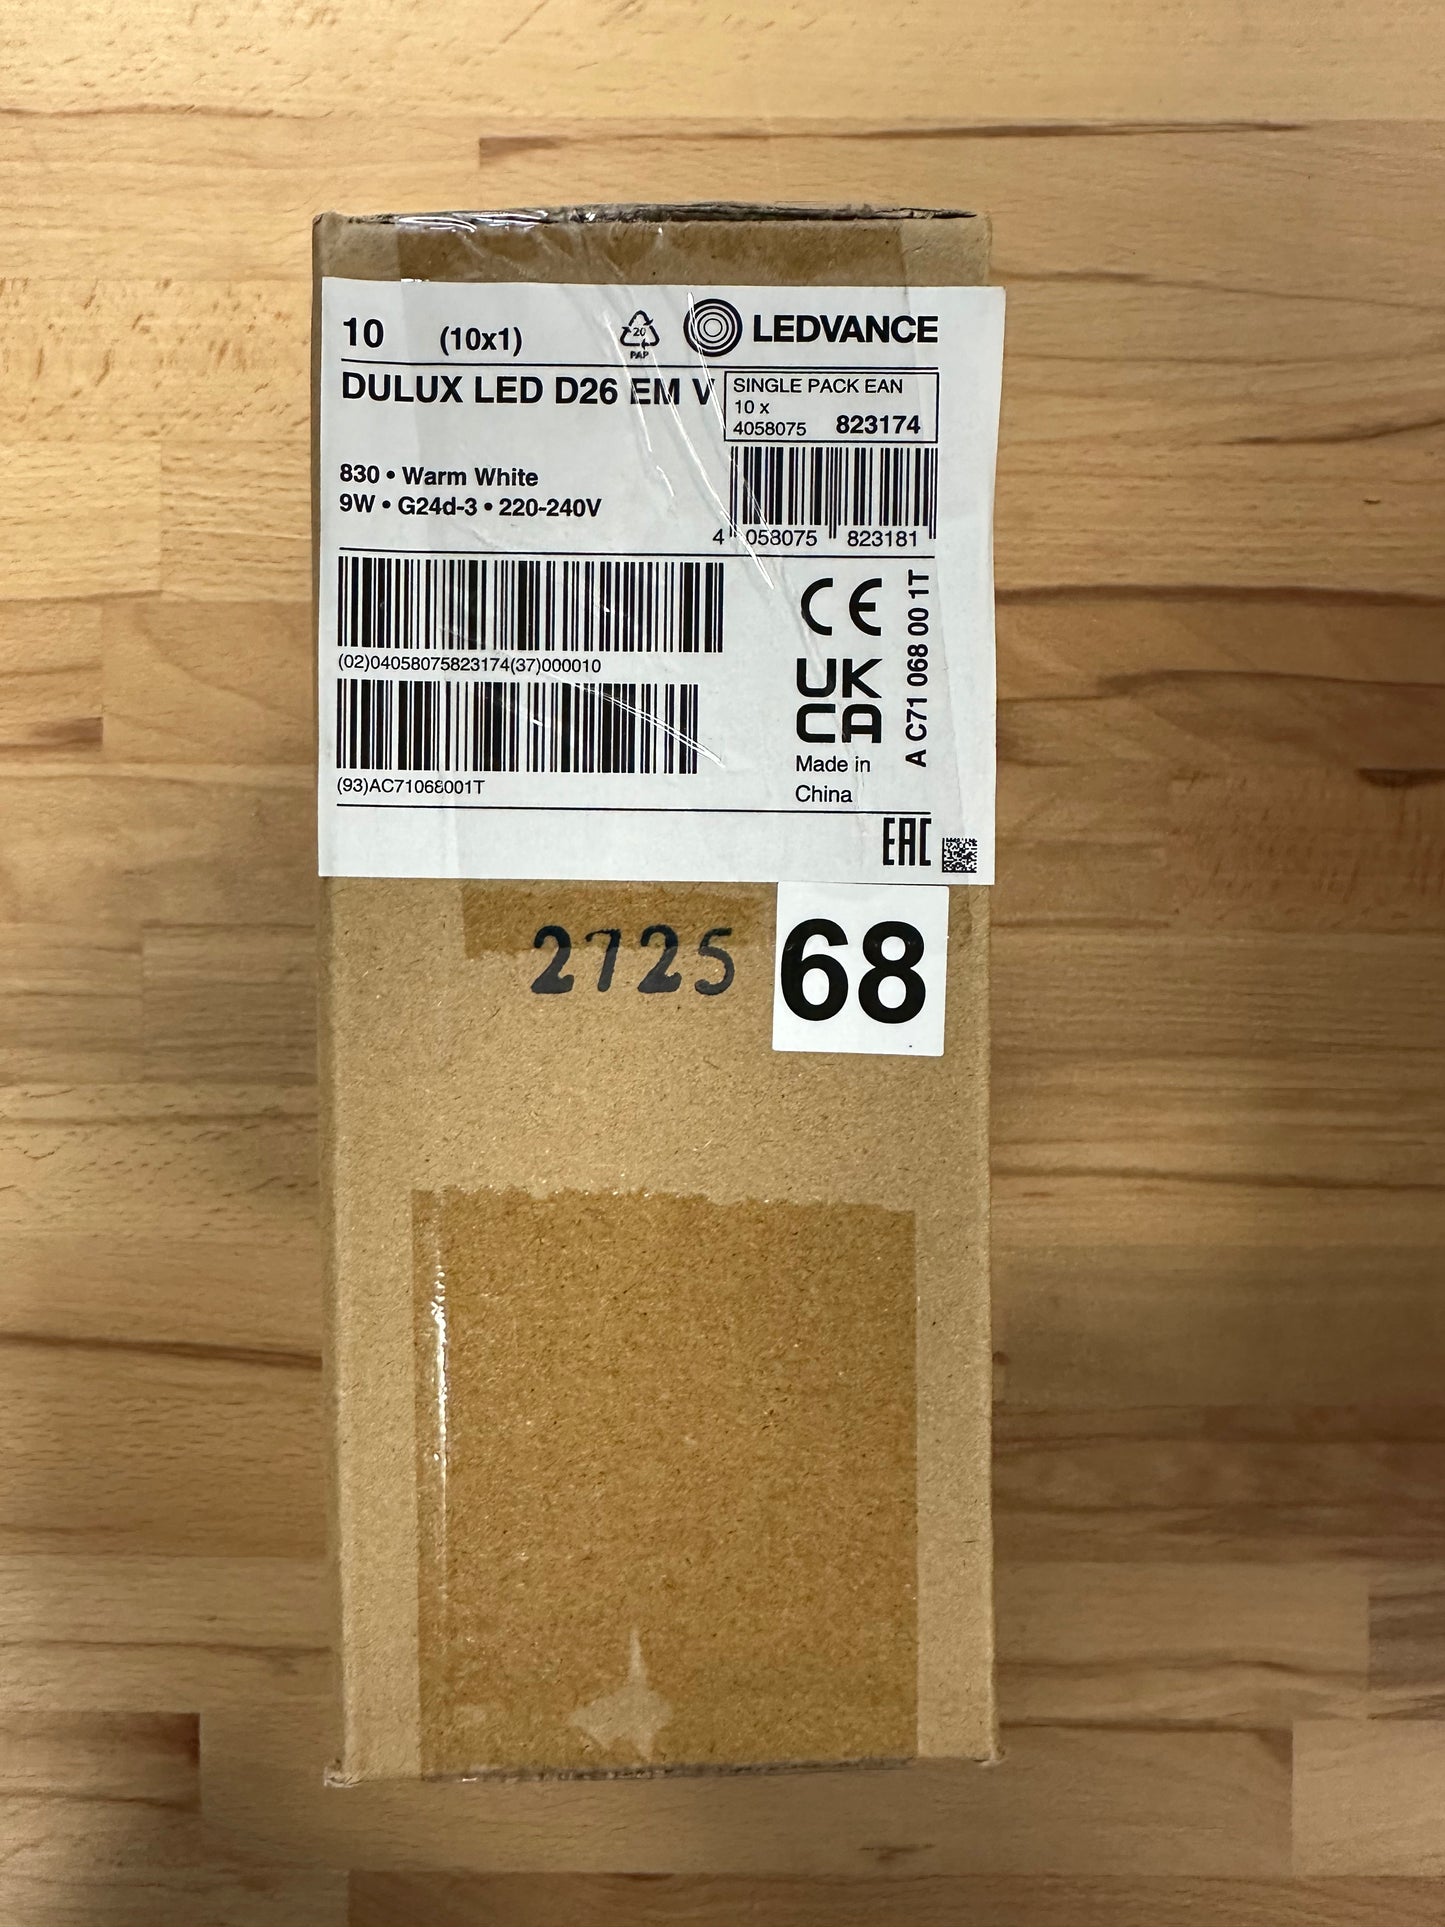 10 (10x1)
20
PAP
LEDVANCE
DULUX LED D26 EM V
SINGLE PACK EAN
10 x
4058075 823174
830 • Warm White
9W • G24d-3 • 220-240V
4 058075 823181
(02)04058075823174(37)000010
CE
UK
CA
A C71 068 00 1T
(93)AC71068001T
Made in
China
EAC
2725
68